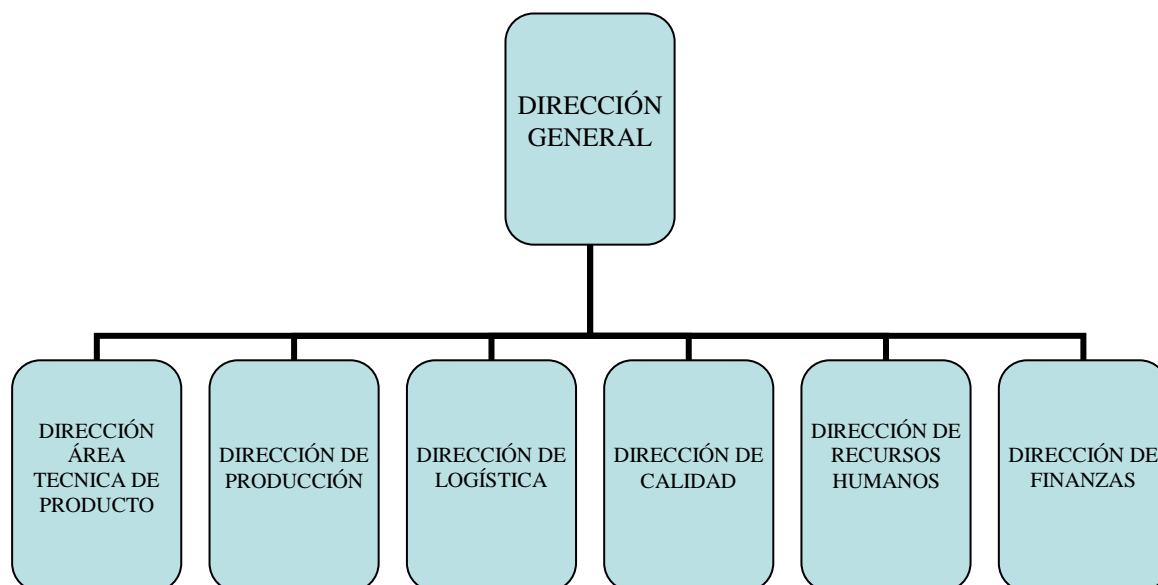 DIRECCIÓN
GENERAL
DIRECCIÓN
ÁREA
TECNICA DE
PRODUCTO
DIRECCIÓN DE
PRODUCCIÓN
DIRECCIÓN DE
LOGÍSTICA
DIRECCIÓN DE
CALIDAD
DIRECCIÓN DE
RECURSOS
HUMANOS
DIRECCIÓN DE
FINANZAS